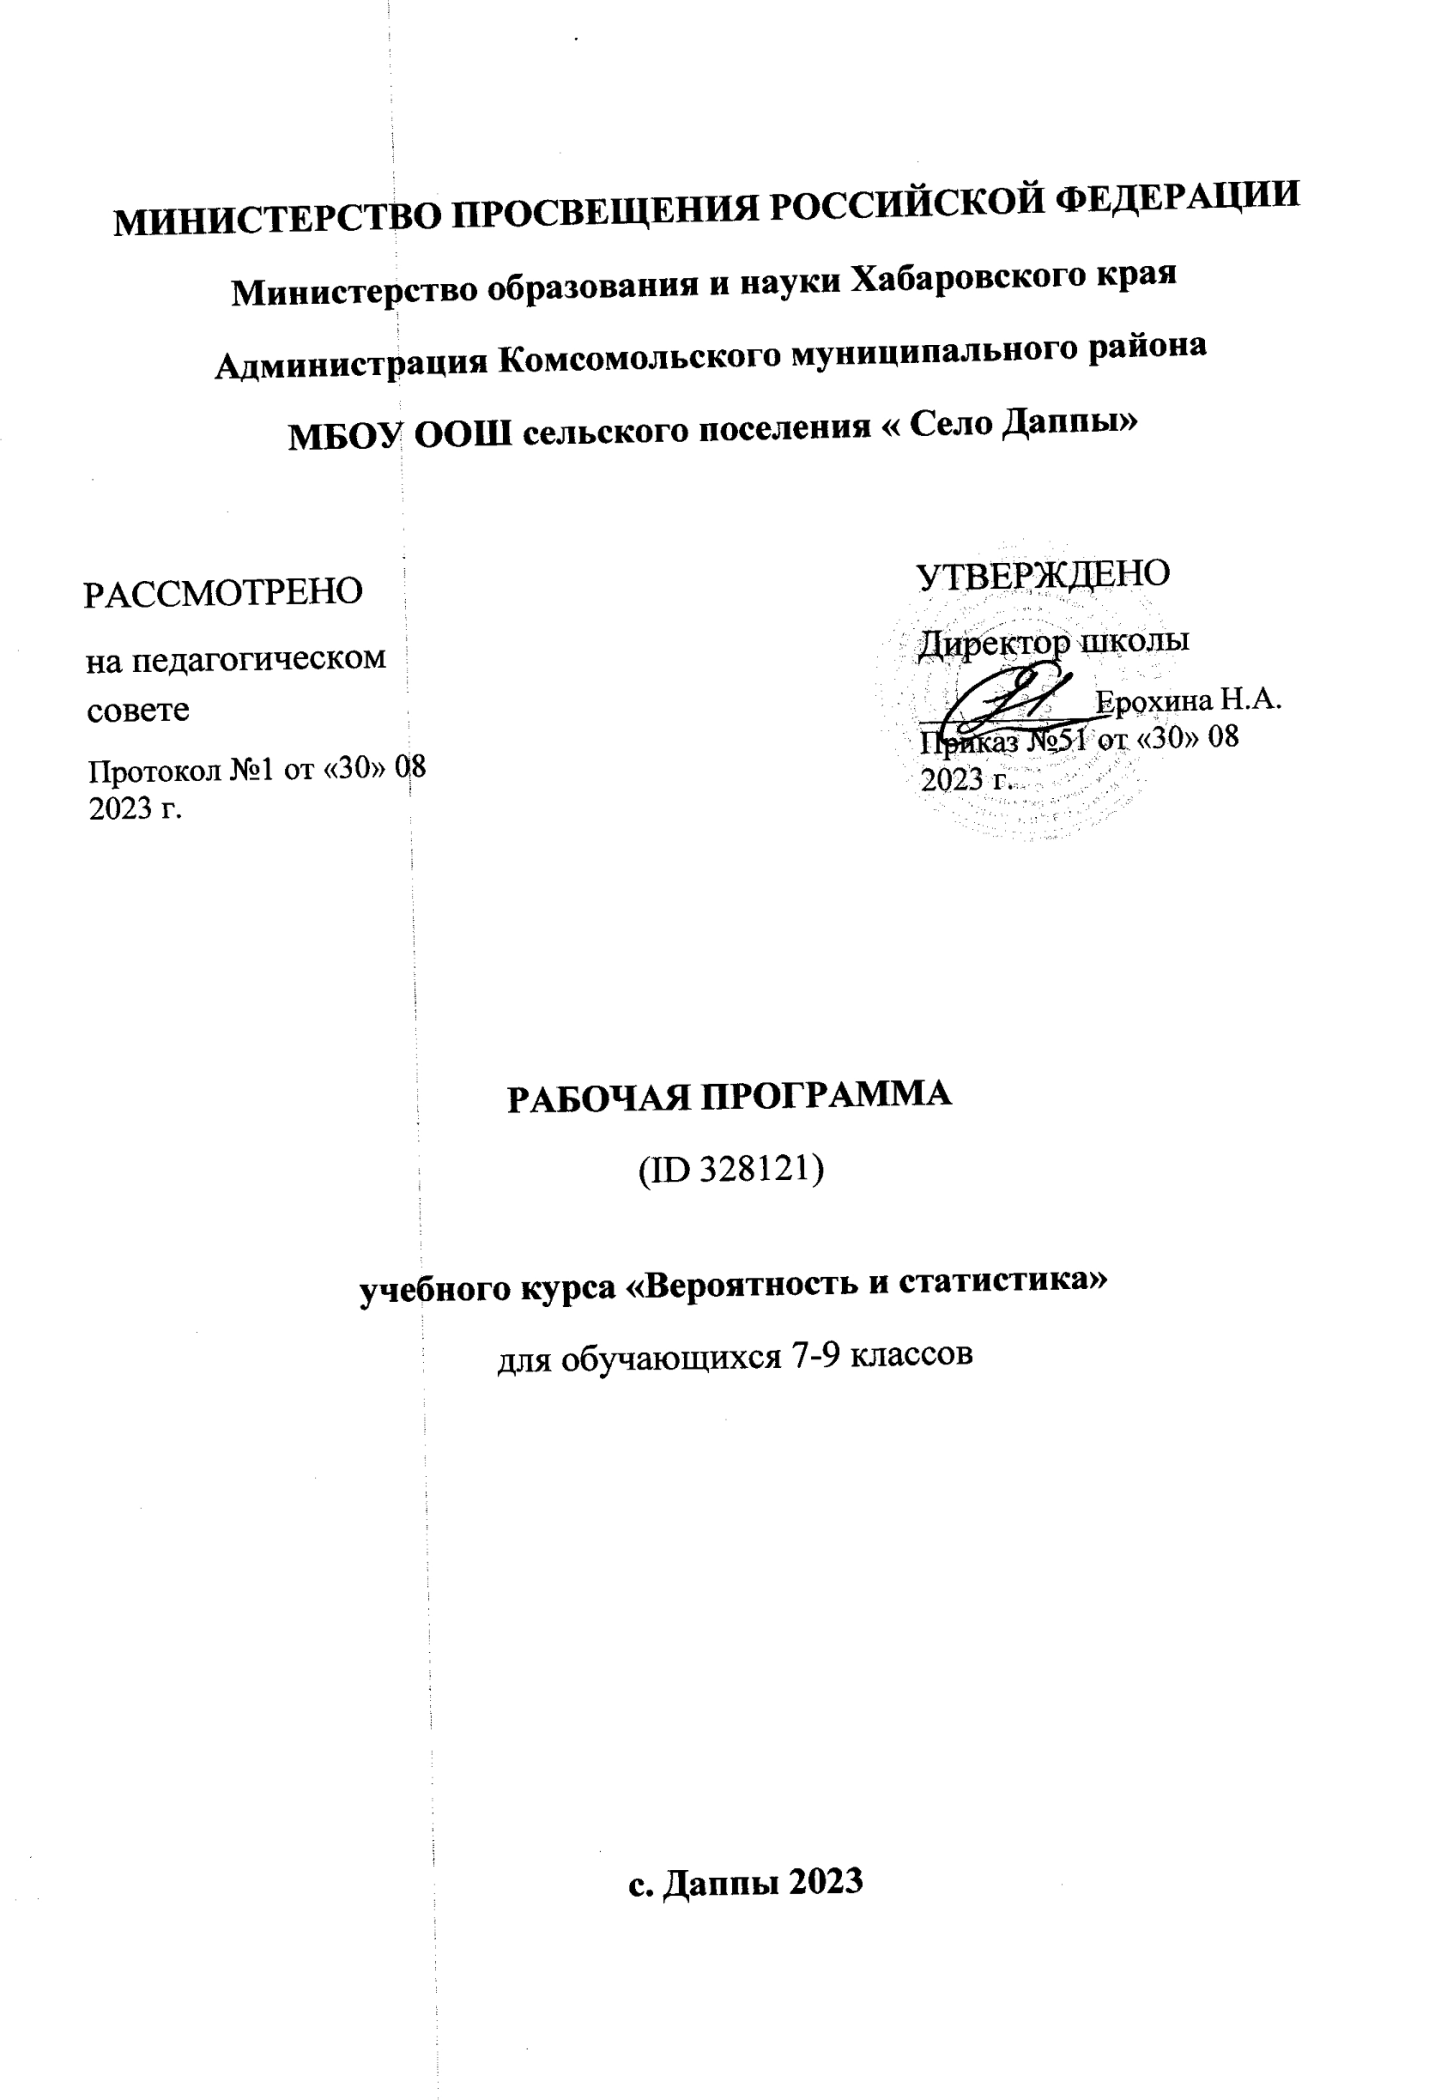 МИНИСТЕРСТВО ПРОСВЕЩЕНИЯ РОССИЙСКОЙ ФЕДЕРАЦИИ
Министерство образования и науки Хабаровского края
Администрация Комсомольского муниципального района
МБОУ ООШ сельского поселения « Село Даппы»
РАССМОТРЕНО
на педагогическом
совете
Протокол №1 от «30» 08
2023 г.
УТВЕРЖДЕНО
Директор школы
Ерохина Н.А.
Приказ №51 от «30» 08
2023 г.
РАБОЧАЯ ПРОГРАММА
(ID 328121)
учебного курса «Вероятность и статистика»
для обучающихся 7-9 классов
с. Даппы 2023